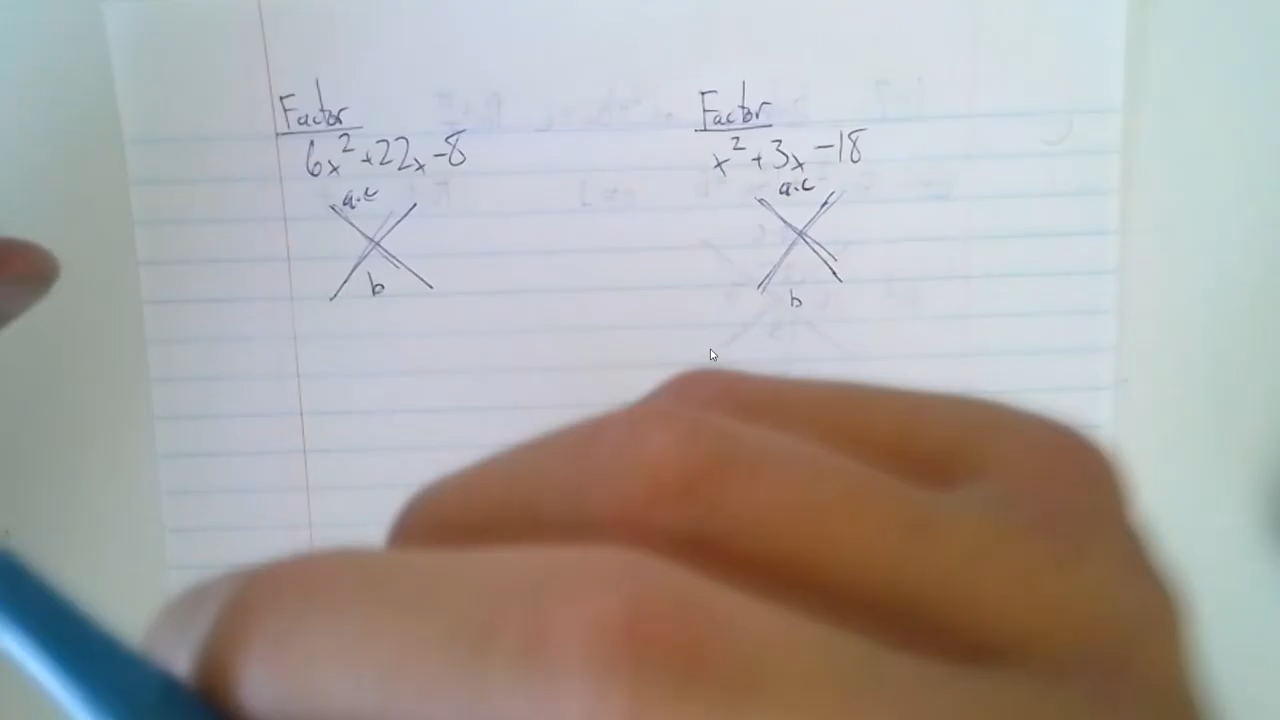 Factor
6x²+22x-8
a·c
b
Factor
x²+3x-18
a·c
b